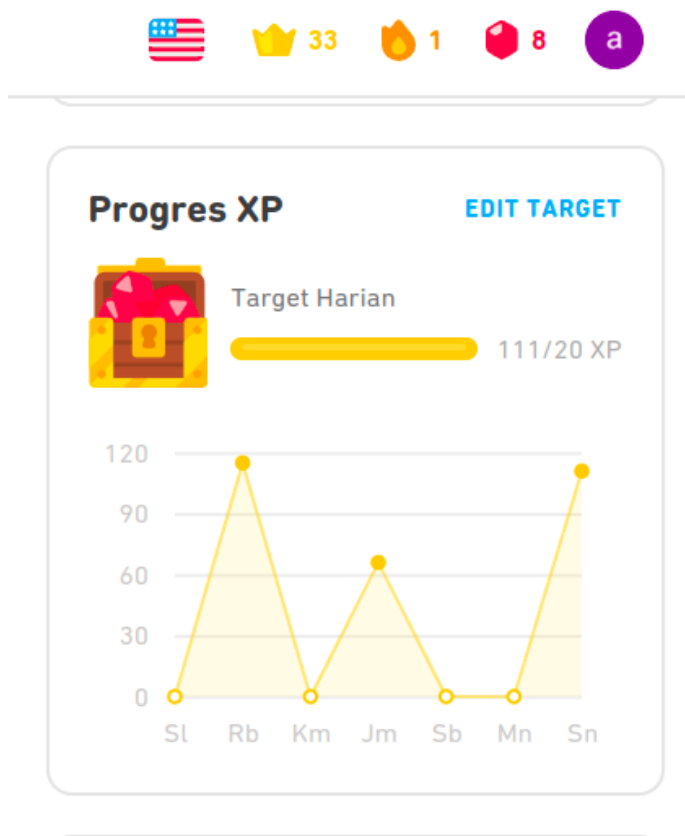 33 1 8 a
Progres XP EDIT TARGET
Target Harian
111/20 XP
120
90
60
30
0
Sl Rb Km Jm Sb Mn Sn